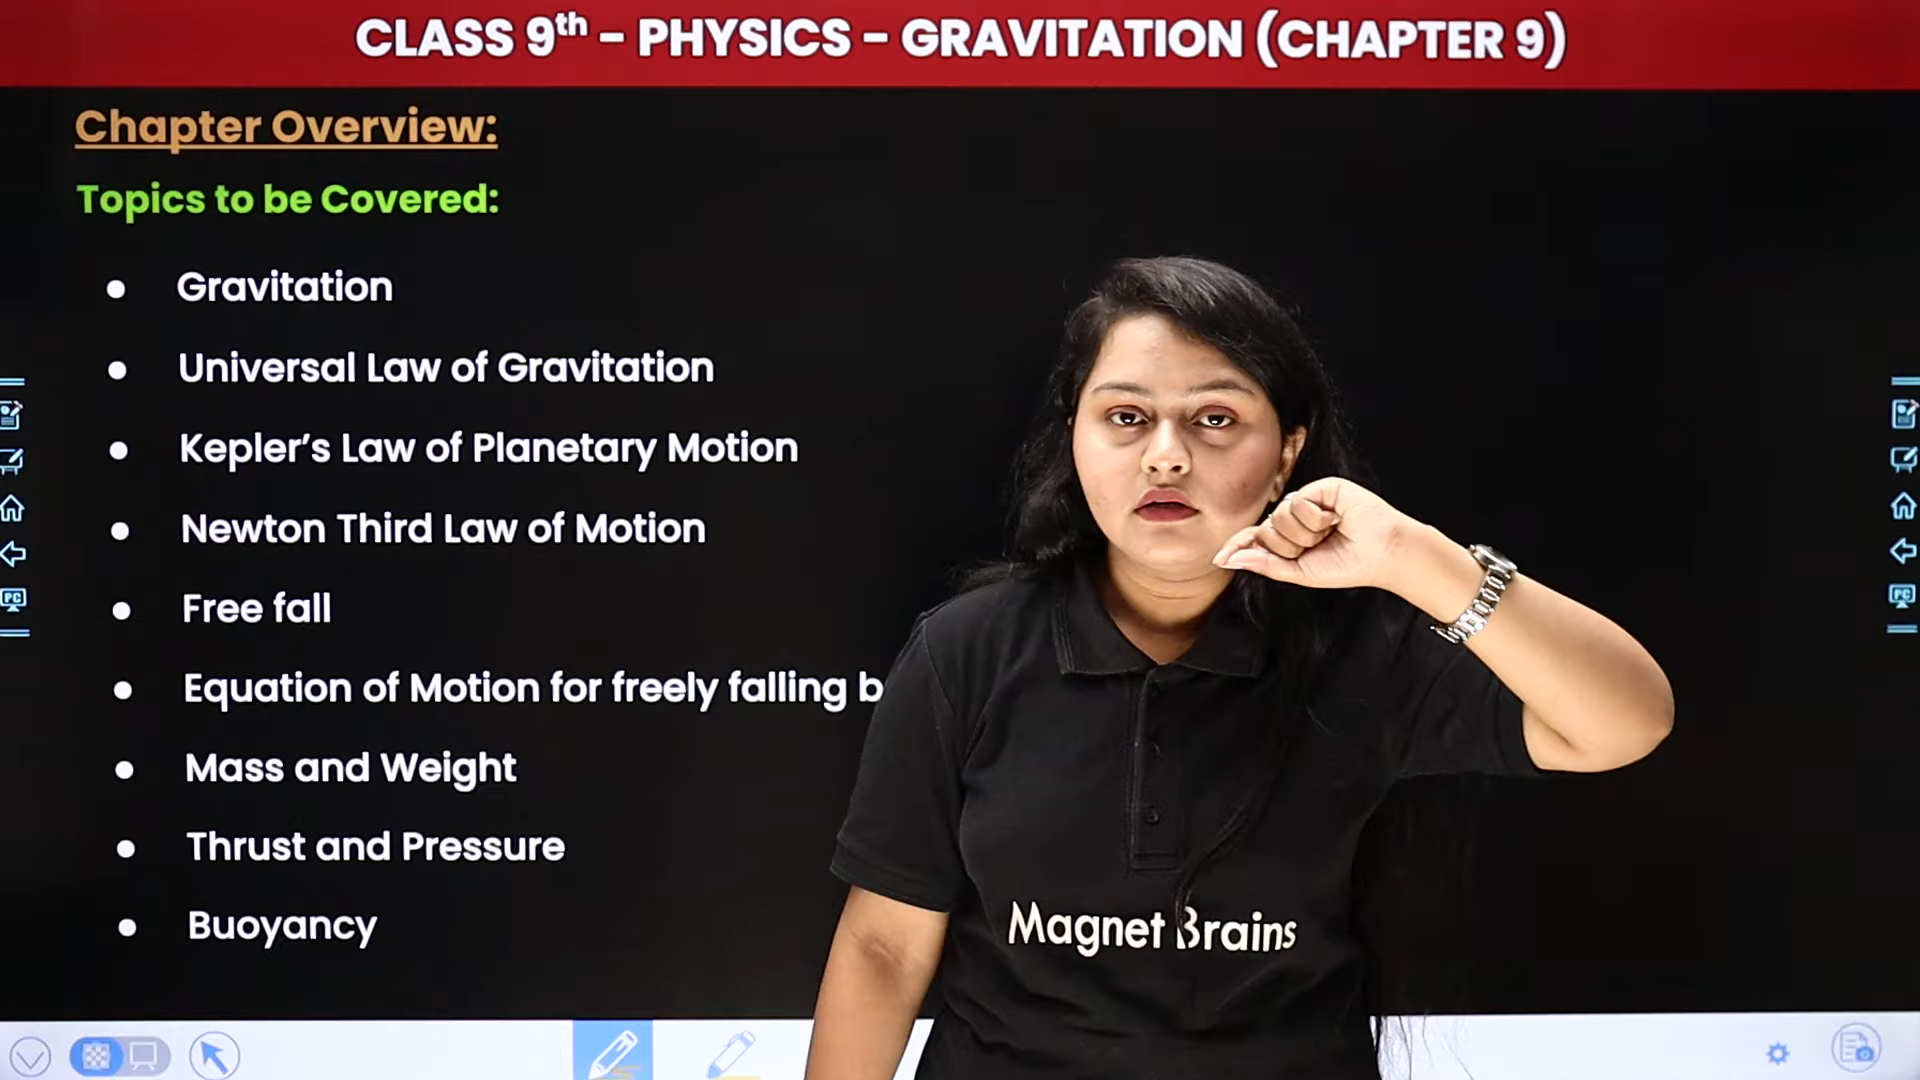 CLASS 9th - PHYSICS - GRAVITATION (CHAPTER 9)
Chapter Overview:
Topics to be Covered:
● Gravitation
● Universal Law of Gravitation
● Kepler’s Law of Planetary Motion
● Newton Third Law of Motion
● Free fall
● Equation of Motion for freely falling b
● Mass and Weight
● Thrust and Pressure
● Buoyancy
Magnet Brains
PC
PC